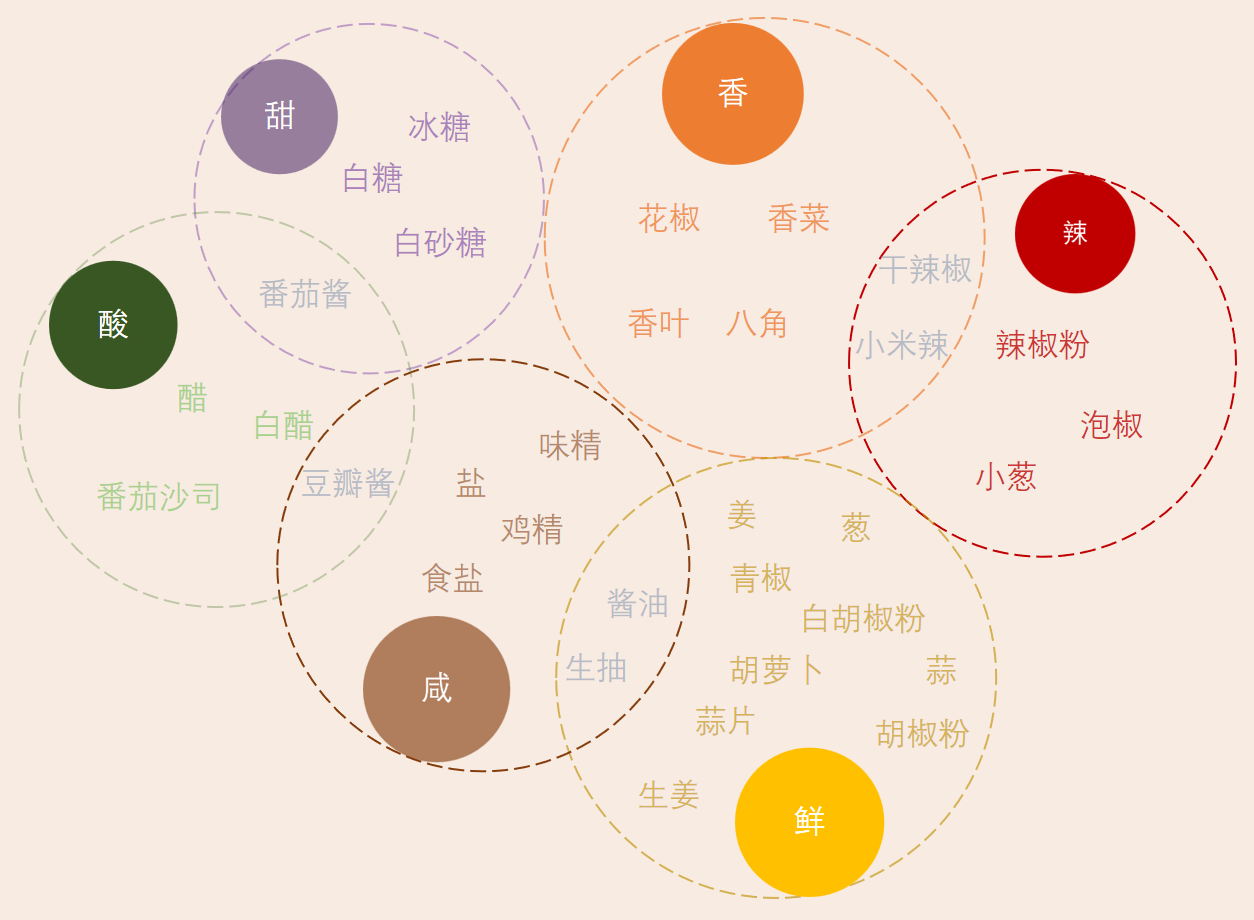 甜
冰糖
白糖
白砂糖
番茄酱
酸
醋
白醋
番茄沙司
豆瓣酱
香
花椒
香菜
香叶
八角
干辣椒
小米辣
辣
辣椒粉
泡椒
小葱
味精
盐
鸡精
食盐
酱油
生抽
咸
姜
葱
青椒
白胡椒粉
胡萝卜
蒜
蒜片
胡椒粉
生姜
鲜